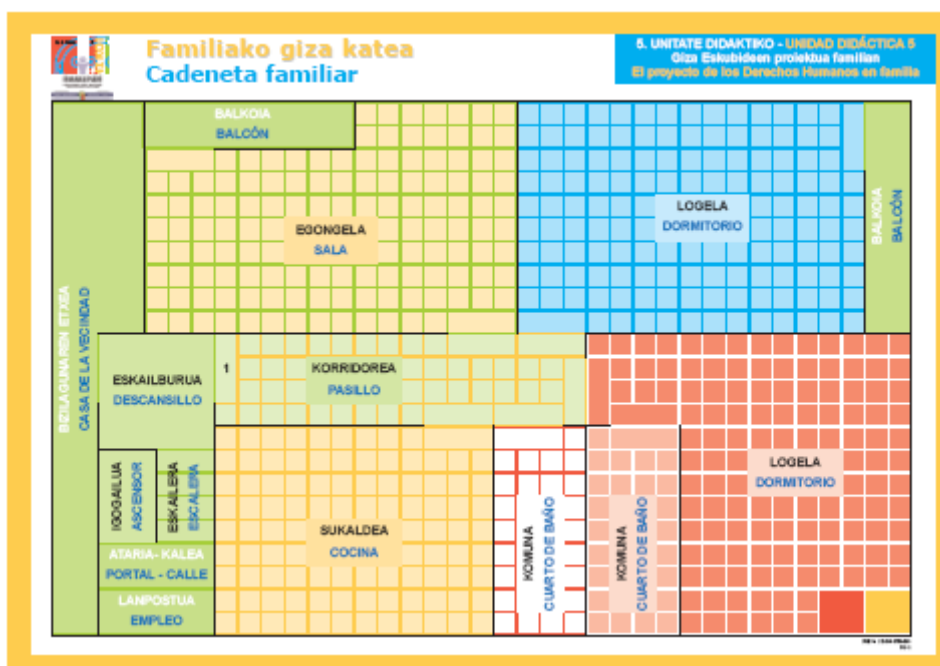 Familiako giza katea
Cadeneta familiar
5. UNITATE DIDAKTIKO - UNIDAD DIDÁCTICA 5
Giza Eskubideen proiektua familian
El proyecto de los Derechos Humanos en familia
BALKOIA
BALCÓN
EGONGELA
SALA
LOGELA
DORMITORIO
BALKOIA
BALCÓN
BIZILAGUNAREN ETXEA
CASA DE LA VECINDAD
ESKAILBURUA
DESCANSILLO
1
KORRIDOREA
PASILLO
IGOGAILUA
ASCENSOR
ESKAILERA
ESCALERA
SUKALDEA
COCINA
KOMUNA
CUARTO DE BAÑO
KOMUNA
CUARTO DE BAÑO
LOGELA
DORMITORIO
ATARIA- KALEA
PORTAL - CALLE
LANPOSTUA
EMPLEO